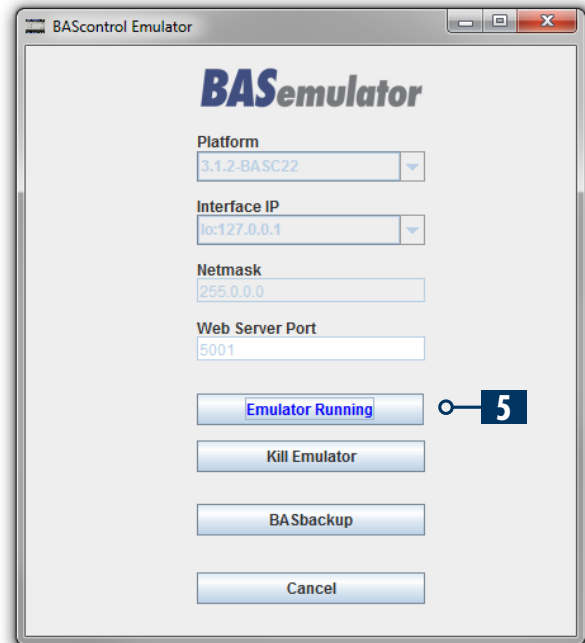 BAScontrol Emulator
BASemulator
Platform
3.1.2-BASC22
Interface IP
lo:127.0.0.1
Netmask
255.0.0.0
Web Server Port
5001
Emulator Running
5
Kill Emulator
BASbackup
Cancel